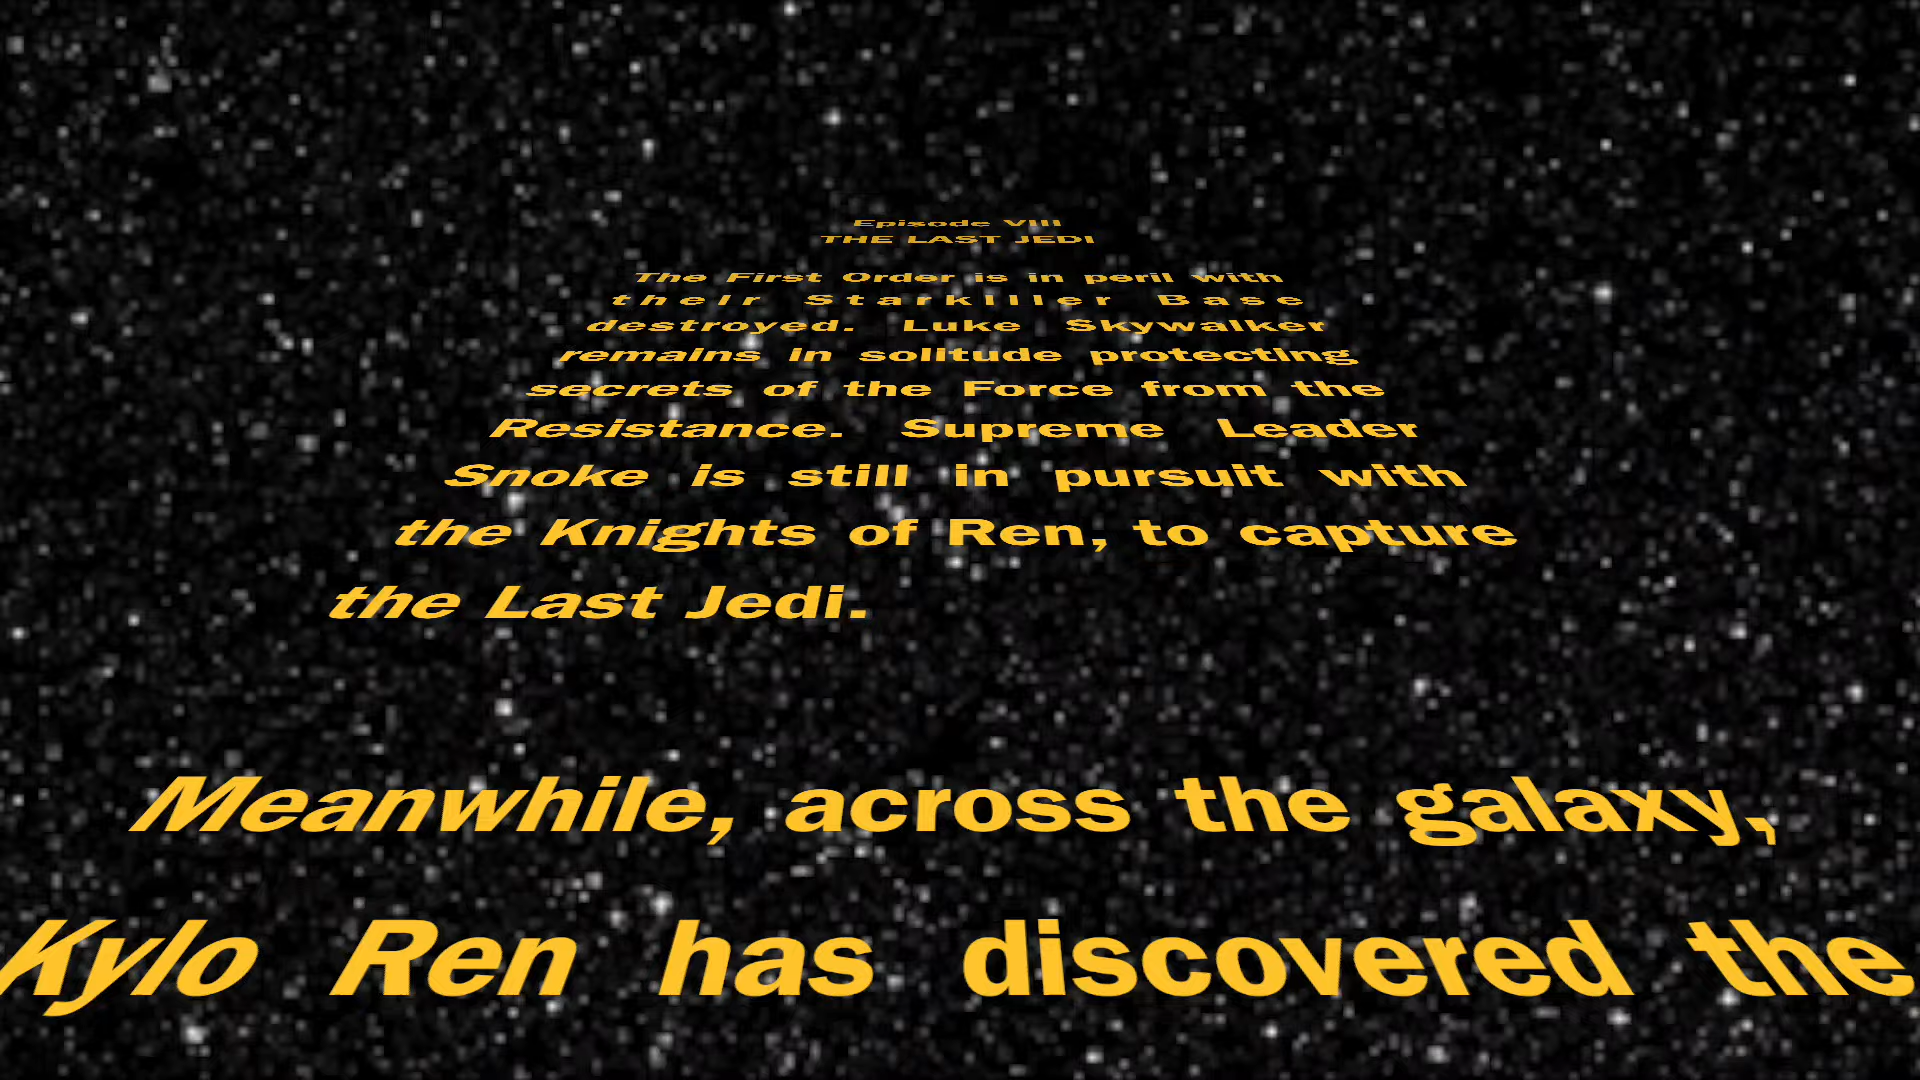 Episode VIII
THE LAST JEDI
The First Order is in peril with
their Starkiller Base
destroyed. Luke Skywalker
remains in solitude protecting
secrets of the Force from the
Resistance. Supreme Leader
Snoke is still in pursuit with
the Knights of Ren, to capture
the Last Jedi.
Meanwhile, across the galaxy,
Kylo Ren has discovered the